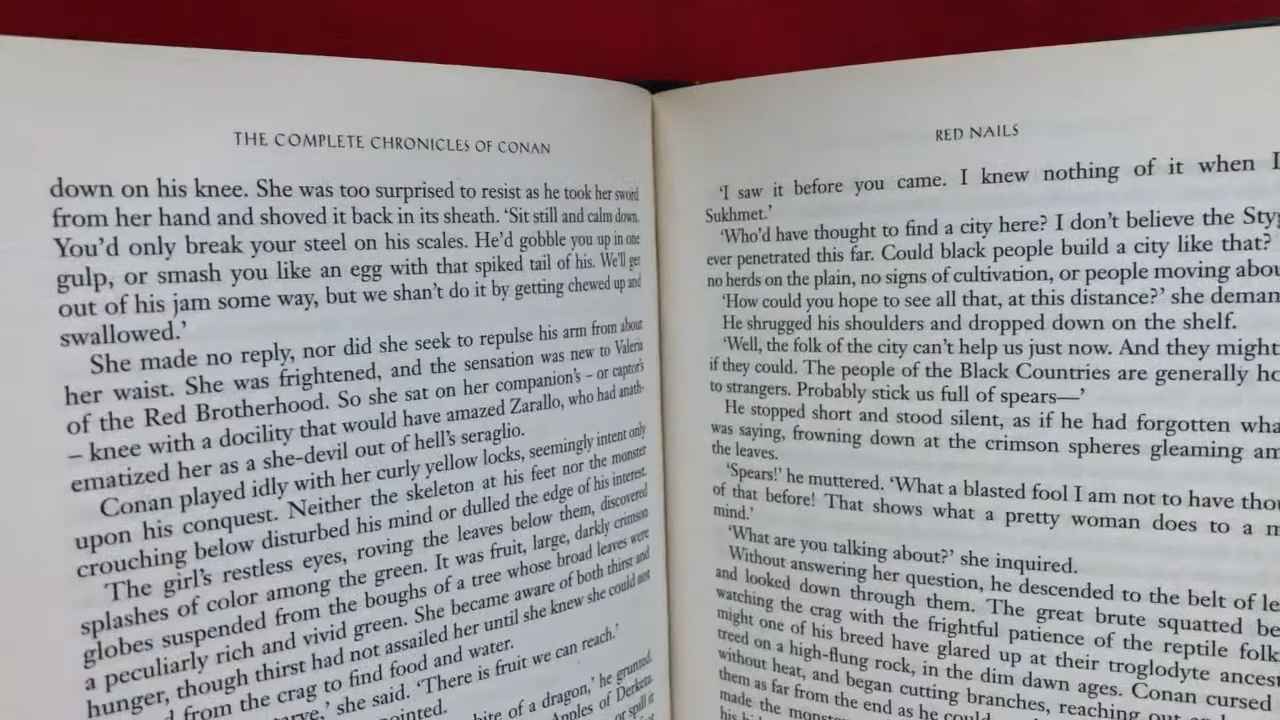 THE COMPLETE CHRONICLES OF CONAN
down on his knee. She was too surprised to resist as he took her sword
from her hand and shoved it back in its sheath. ‘Sit still and calm down.
You’d only break your steel on his scales. He’d gobble you up in one
gulp, or smash you like an egg with that spiked tail of his. We’ll get
out of his jam some way, but we shan’t do it by getting chewed up and
swallowed.’
She made no reply, nor did she seek to repulse his arm from about
her waist. She was frightened, and the sensation was new to Valeria
of the Red Brotherhood. So she sat on her companion’s – or captor’s
– knee with a docility that would have amazed Zarallo, who had anath-
ematized her as a she-devil out of hell’s seraglio.
Conan played idly with her curly yellow locks, seemingly intent only
upon his conquest. Neither the skeleton at his feet nor the monster
crouching below disturbed his mind or dulled the edge of his interest.
The girl’s restless eyes, roving the leaves below them, discovered
splashes of color among the green. It was fruit, large, darkly crimson
globes suspended from the boughs of a tree whose broad leaves were
a peculiarly rich and vivid green. She became aware of both thirst and
hunger, though thirst had not assailed her until she knew she could not
from the crag to find food and water.
’ she said. ‘There is fruit we can reach.’
pointed.
of a dragon,’ he grunted.
Apples of Derketa
or spill it
RED NAILS
‘I saw it before you came. I knew nothing of it when I
Sukhmet.’
‘Who’d have thought to find a city here? I don’t believe the Styg
ever penetrated this far. Could black people build a city like that?
no herds on the plain, no signs of cultivation, or people moving abou
‘How could you hope to see all that, at this distance?’ she deman
He shrugged his shoulders and dropped down on the shelf.
‘Well, the folk of the city can’t help us just now. And they might
if they could. The people of the Black Countries are generally ho
to strangers. Probably stick us full of spears—’
He stopped short and stood silent, as if he had forgotten wha
was saying, frowning down at the crimson spheres gleaming am
the leaves.
‘Spears!’ he muttered. ‘What a blasted fool I am not to have thou
of that before! That shows what a pretty woman does to a m
mind.’
‘What are you talking about?’ she inquired.
Without answering her question, he descended to the belt of le
and looked down through them. The great brute squatted be
watching the crag with the frightful patience of the reptile folk
might one of his breed have glared up at their troglodyte ancest
treed on a high-flung rock, in the dim dawn ages. Conan cursed
without heat, and began cutting branches, reaching out
them as far from the end as he could
made the monster
his